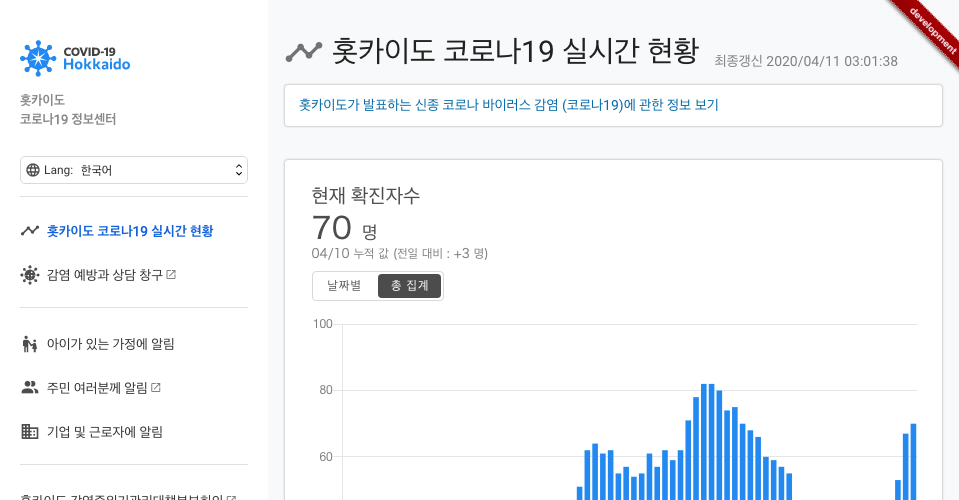 COVID-19
Hokkaido
홋카이도
코로나19 정보센터
Lang: 한국어
홋카이도 코로나19 실시간 현황
감염 예방과 상담 창구
아이가 있는 가정에 알림
주민 여러분께 알림
기업 및 근로자에 알림
홋카이도 코로나19 실시간 현황
최종갱신 2020/04/11 03:01:38
development
홋카이도가 발표하는 신종 코로나 바이러스 감염 (코로나19)에 관한 정보 보기
현재 확진자수
70 명
04/10 누적 값 (전일 대비 : +3 명)
날짜별
총 집계
100
80
60